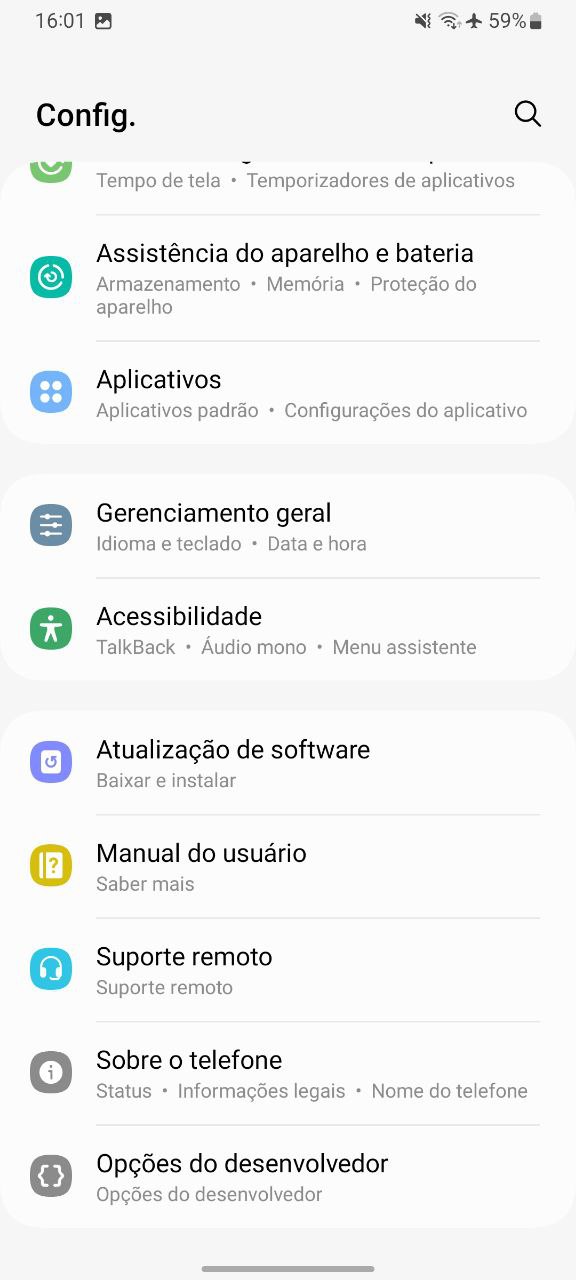 16:01
59%
Config.
Tempo de tela • Temporizadores de aplicativos
Assistência do aparelho e bateria
Armazenamento • Memória • Proteção do
aparelho
Aplicativos
Aplicativos padrão • Configurações do aplicativo
Gerenciamento geral
Idioma e teclado • Data e hora
Acessibilidade
TalkBack • Áudio mono • Menu assistente
Atualização de software
Baixar e instalar
Manual do usuário
Saber mais
Suporte remoto
Suporte remoto
Sobre o telefone
Status • Informações legais • Nome do telefone
Opções do desenvolvedor
Opções do desenvolvedor